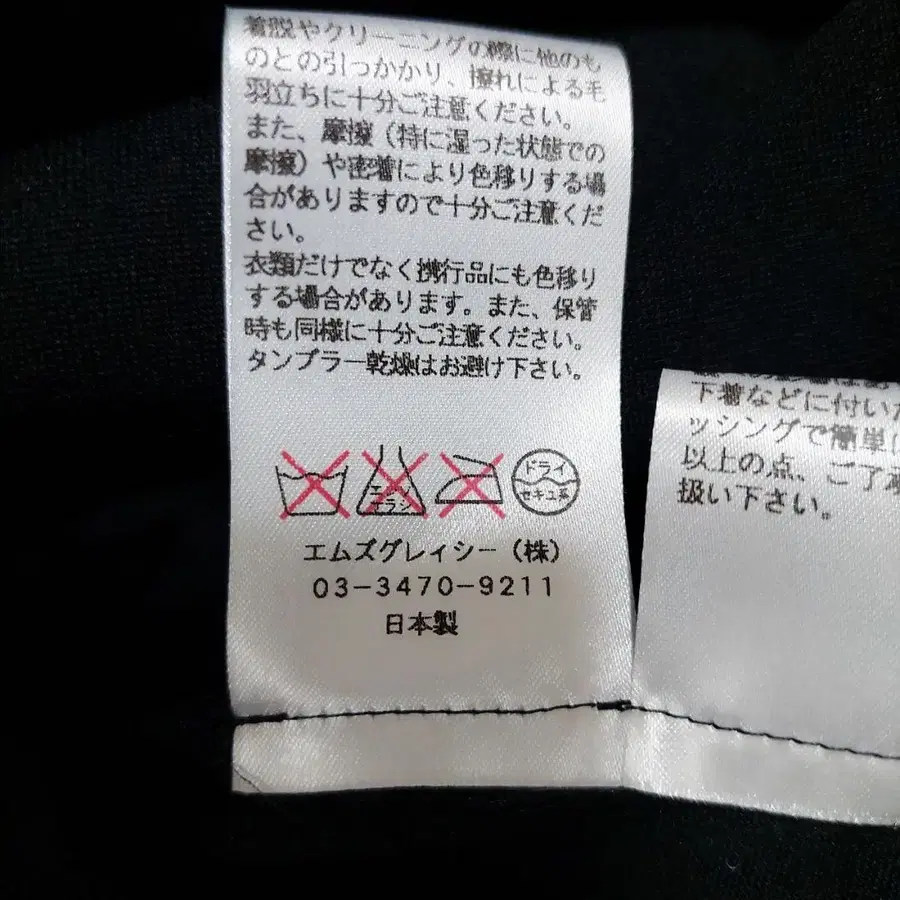 着脱やクリーニングの際に他のも
のとの引っかかり、擦れによる毛
羽立ちに十分ご注意ください。
また、摩擦（特に湿った状態での
摩擦）や密着により色移りする場
合がありますので十分ご注意くだ
さい。
衣類だけでなく携行品にも色移り
する場合があります。また、保管
時も同様に十分ご注意ください。
タンブラー乾燥はお避け下さい。
エンソ
サラシ
ドライ
セキユ系
エムズグレイシー（株）
03-3470-9211
日本製
下着などに付いた
ッシングで簡単に
以上の点、ご了承
扱い下さい。